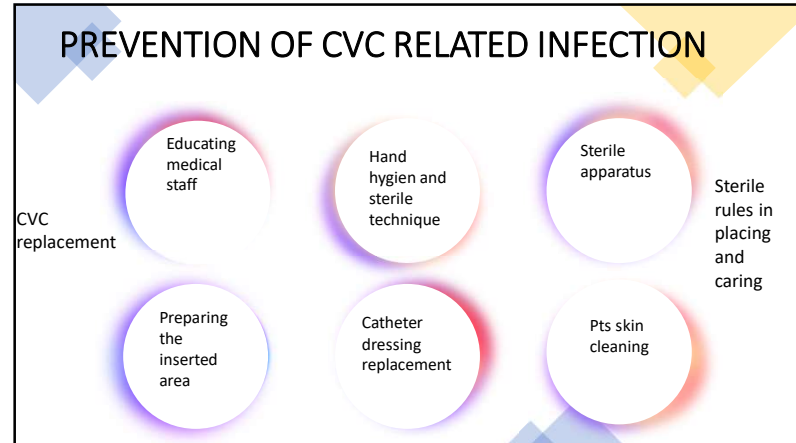 PREVENTION OF CVC RELATED INFECTION
Educating
medical
staff
Hand
hygien and
sterile
technique
Sterile
apparatus
CVC
replacement
Sterile
rules in
placing
and
caring
Preparing
the
inserted
area
Catheter
dressing
replacement
Pts skin
cleaning